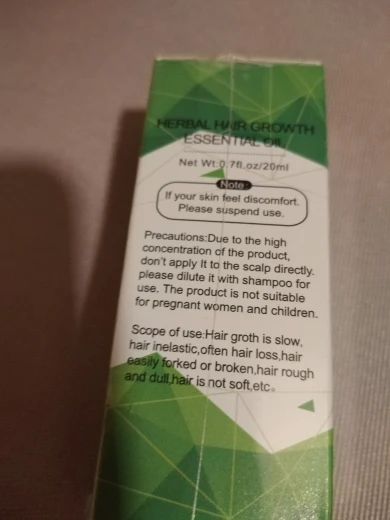 HERBAL HAIR GROWTH
ESSENTIAL OIL
Net Wt:0.7fl.oz/20ml
Note:
If your skin feel discomfort.
Please suspend use.
Precautions:Due to the high
concentration of the product,
don't apply It to the scalp directly.
please dilute it with shampoo for
use. The product is not suitable
for pregnant women and children.
Scope of use:Hair groth is slow,
hair inelastic,often hair loss,hair
easily forked or broken,hair rough
and dull,hair is not soft,etc。